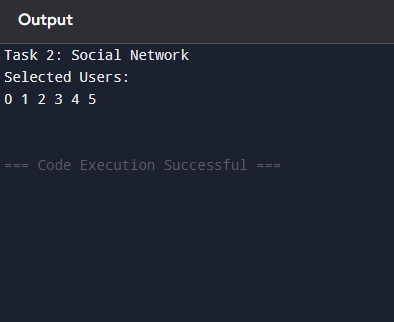 Output
Task 2: Social Network
Selected Users:
0 1 2 3 4 5
=== Code Execution Successful ===